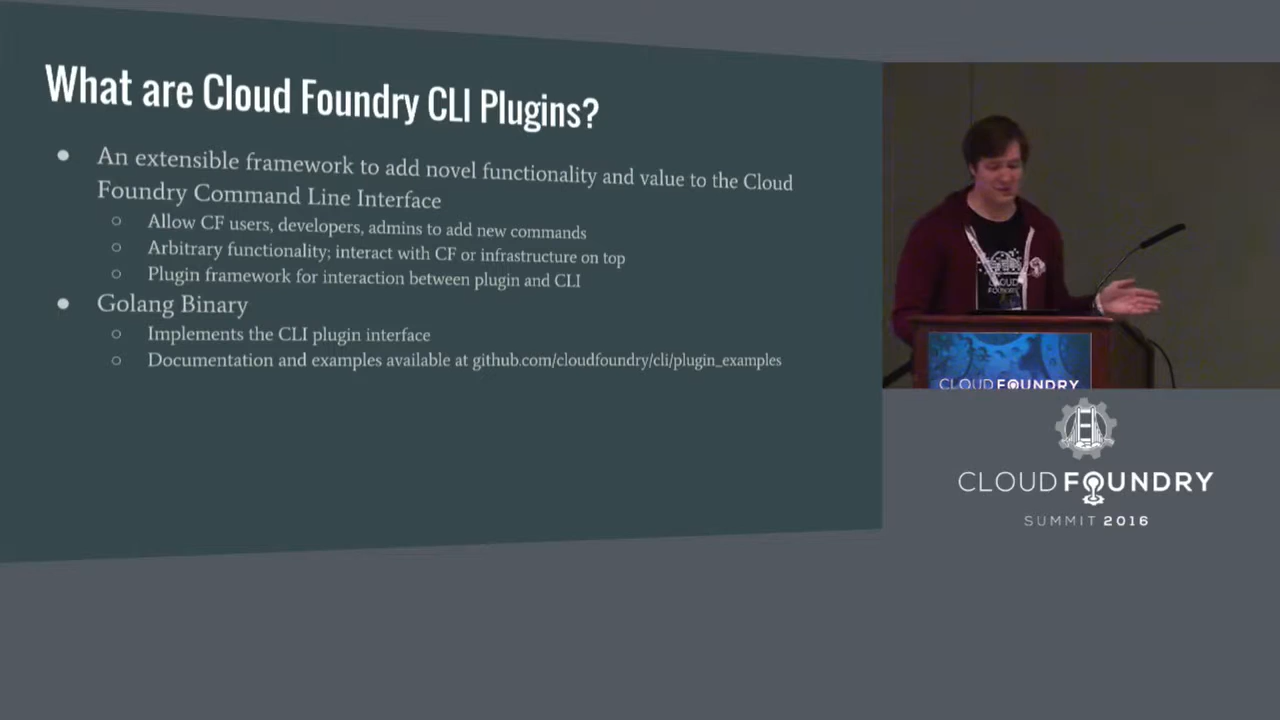 What are Cloud Foundry CLI Plugins?
● An extensible framework to add novel functionality and value to the Cloud
Foundry Command Line Interface
○ Allow CF users, developers, admins to add new commands
○ Arbitrary functionality; interact with CF or infrastructure on top
○ Plugin framework for interaction between plugin and CLI
● Golang Binary
○ Implements the CLI plugin interface
○ Documentation and examples available at github.com/cloudfoundry/cli/plugin_examples
CLOUD
FOUNDRY
CLOUD FOUNDRY
CLOUD FOUNDRY
SUMMIT 2016